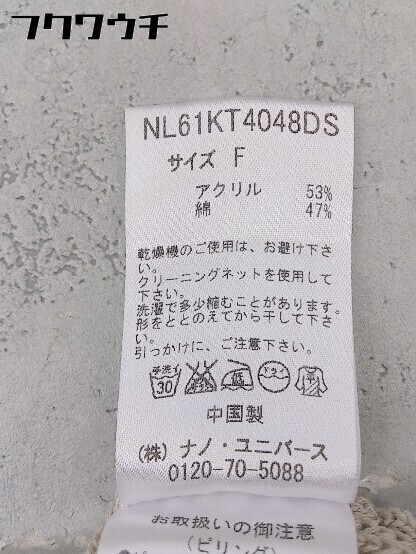 フクワウチ
NL61KT4048DS
サイズ F
アクリル 53%
綿 47%
乾燥機のご使用は、お避け下さ
い。
クリーニングネットを使用して
下さい。
洗濯で多少縮むことがあります。
形をととのえてから干して下さ
い。
引っかけに、ご注意下さい。
手洗イ
30
中国製
(株) ナノ・ユニバース
0120-70-5088
お取扱いの御注意
(ピリング)